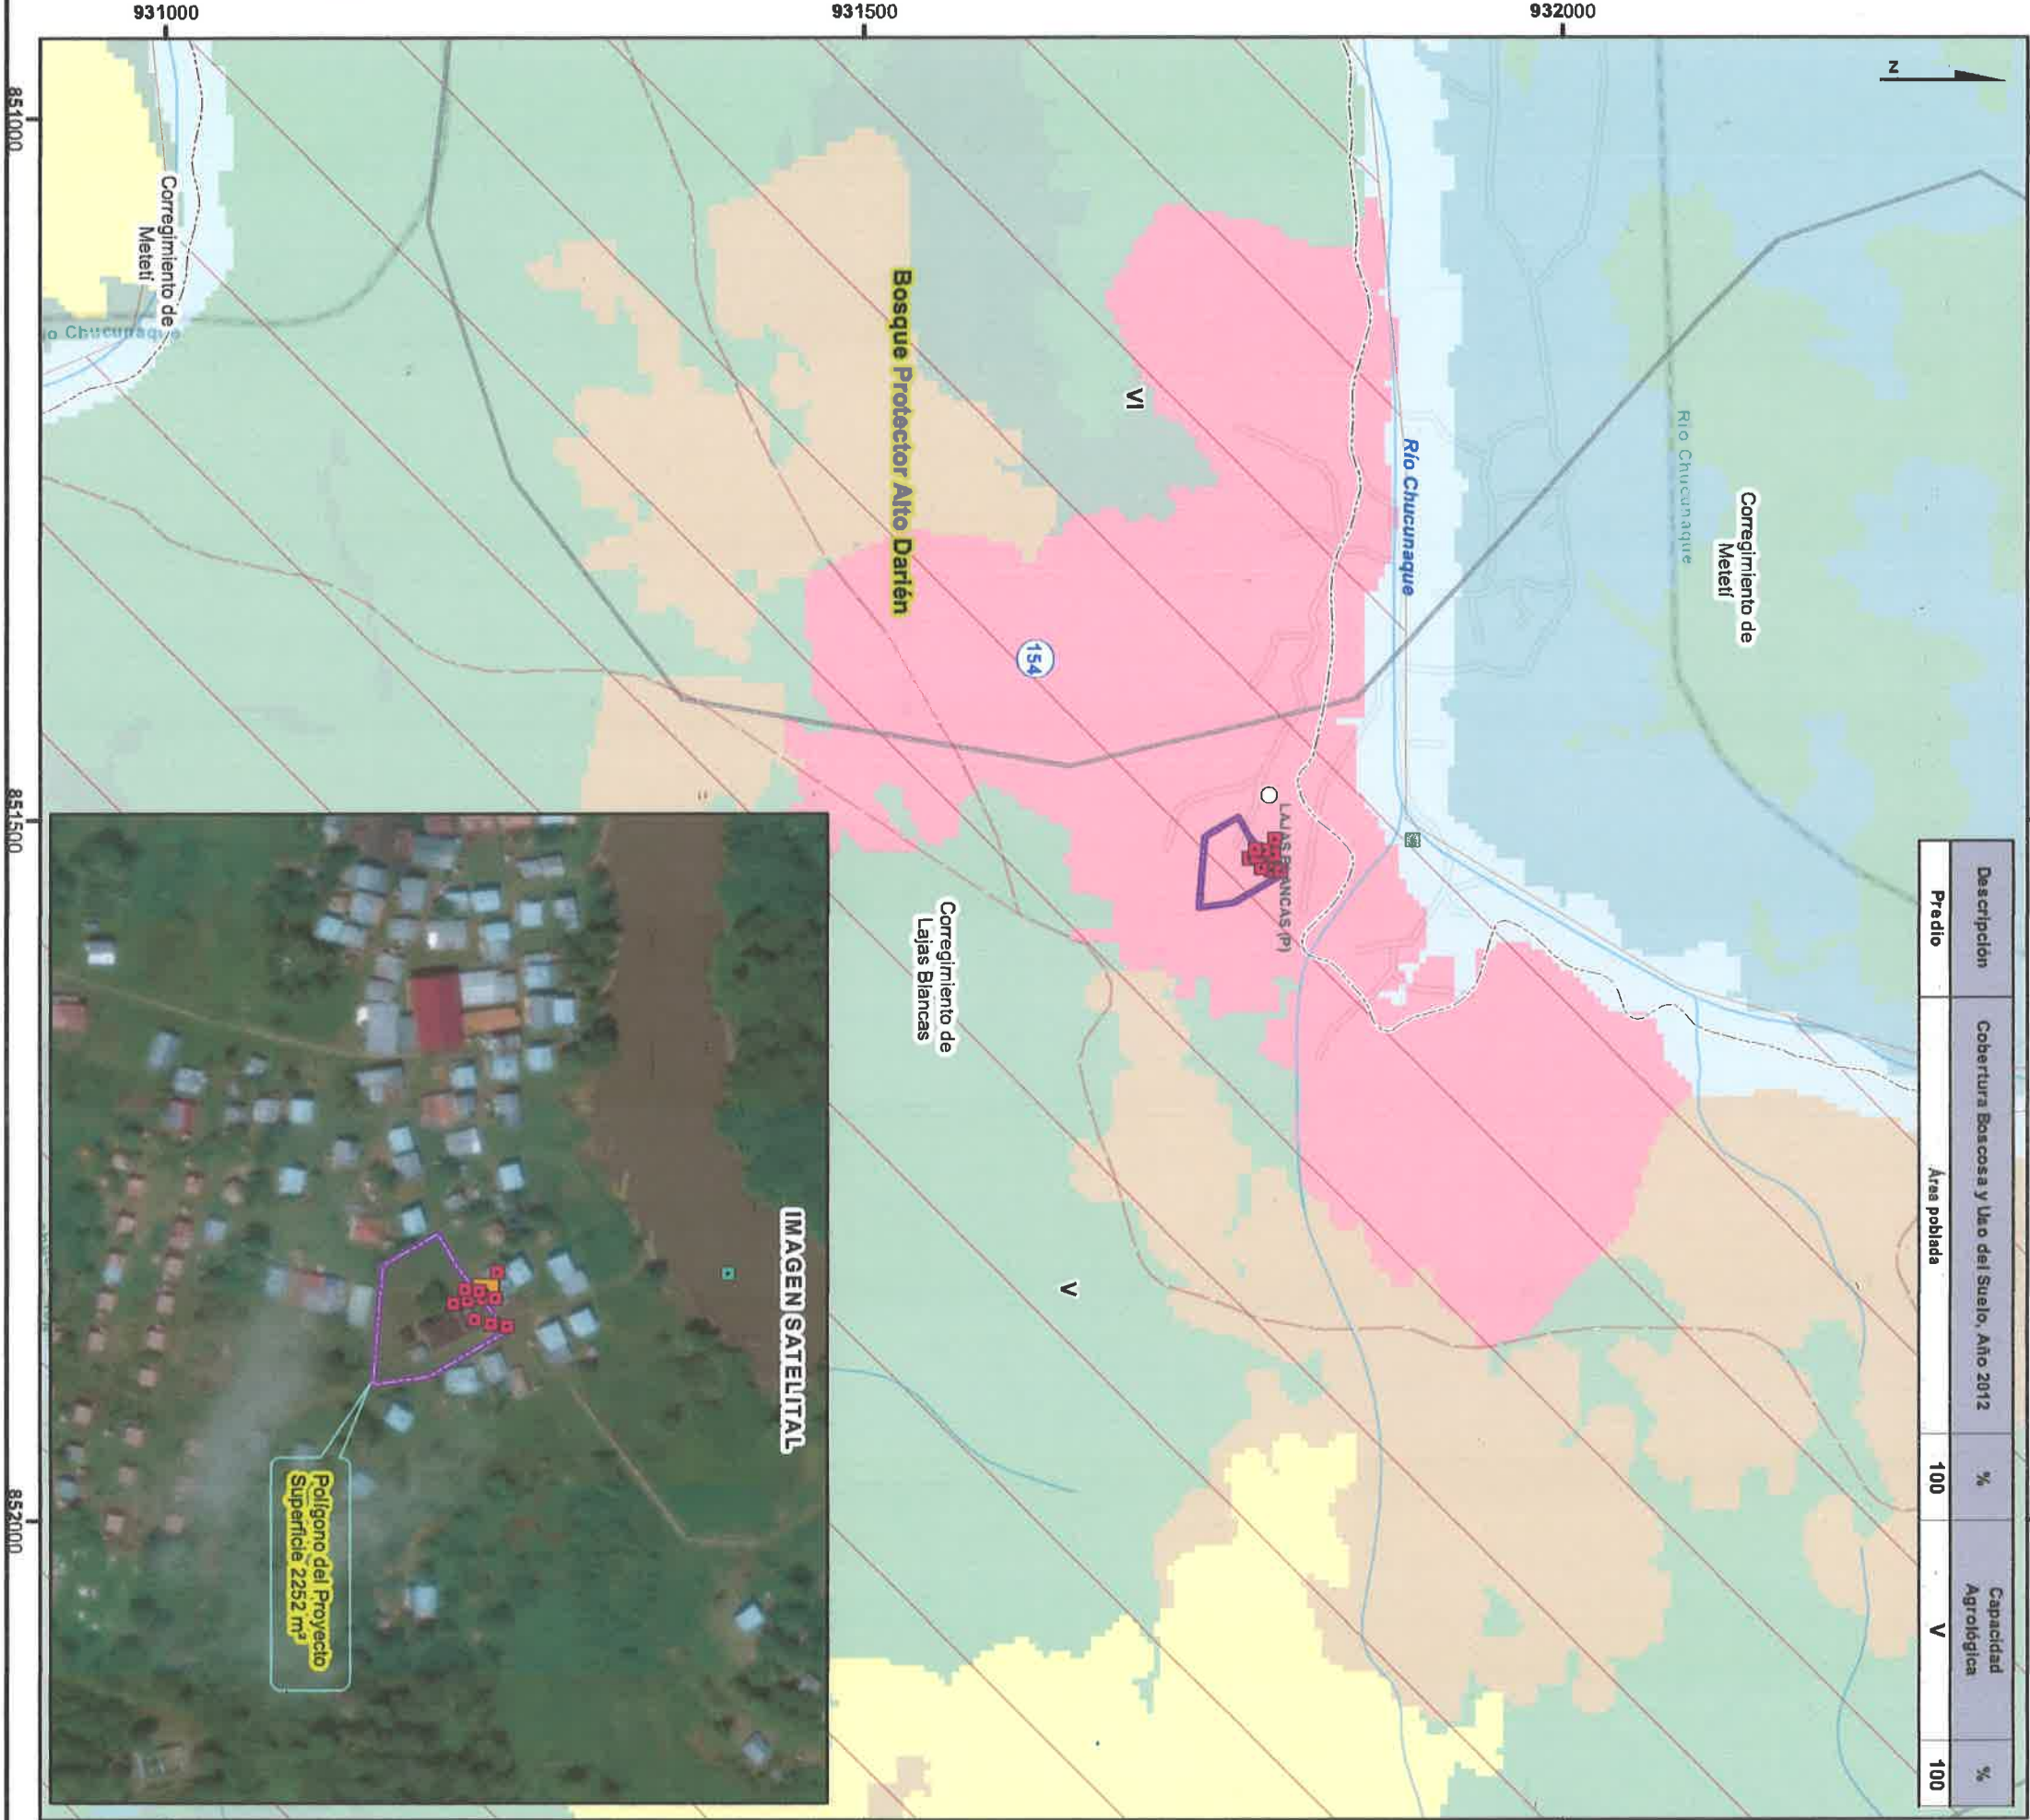 931000
931500
932000
851000
851500
852000
N
Descripción
Cobertura Boscosa y Uso del Suelo, Año 2012
%
Capacidad
Agrológica
%
Predio
Área poblada
100
V
100
Corregimiento de
Metetí
Río Chucunaque
Río Chucunaque
VI
Bosque Protector Alto Darién
154
LAJAS BLANCAS (P)
Corregimiento de
Metetí
io Chucunaque
Corregimiento de
Lajas Blancas
V
IMAGEN SATELITAL
Polígono del Proyecto
Superficie 2252 m²